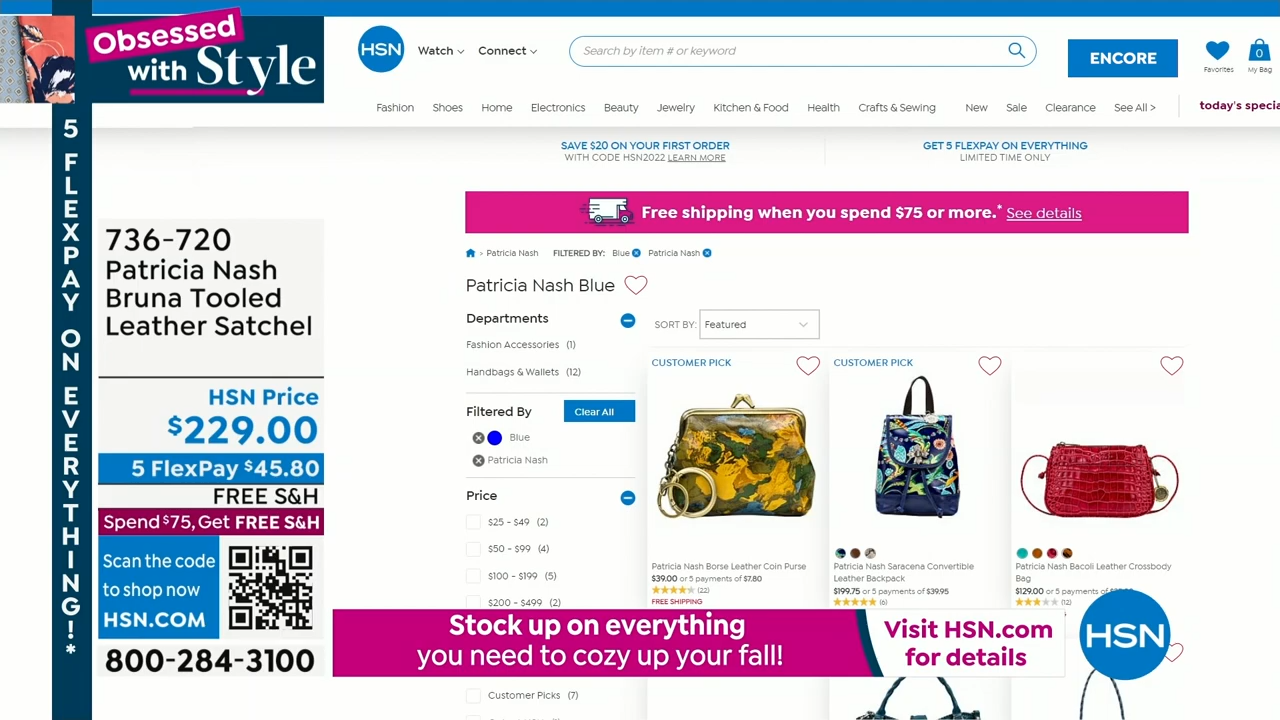 Obsessed
with Style
5 FLEXPAY ON EVERYTHING!*
736-720
Patricia Nash
Bruna Tooled
Leather Satchel
HSN Price
$229.00
5 FlexPay $45.80
FREE S&H
Spend $75, Get FREE S&H
Scan the code
to shop now
HSN.COM
800-284-3100
HSN
Watch
Connect
Search by item # or keyword
ENCORE
Favorites
0
My Bag
Fashion Shoes Home Electronics Beauty Jewelry Kitchen & Food Health Crafts & Sewing New Sale Clearance See All > today's specia
SAVE $20 ON YOUR FIRST ORDER
WITH CODE HSN2022 LEARN MORE
GET 5 FLEXPAY ON EVERYTHING
LIMITED TIME ONLY
Free shipping when you spend $75 or more.* See details
> Patricia Nash FILTERED BY: Blue Patricia Nash
Patricia Nash Blue
Departments
Fashion Accessories (1)
Handbags & Wallets (12)
Filtered By
Clear All
Blue
Patricia Nash
Price
$25 - $49 (2)
$50 - $99 (4)
$100 - $199 (5)
$200 - $499 (2)
Customer Picks (7)
SORT BY: Featured
CUSTOMER PICK
Patricia Nash Borse Leather Coin Purse
$39.00 or 5 payments of $7.80
(22)
FREE SHIPPING
CUSTOMER PICK
Patricia Nash Saracena Convertible
Leather Backpack
$199.75 or 5 payments of $39.95
(6)
Patricia Nash Bacoli Leather Crossbody
Bag
$129.00 or 5 payments of
(12)
Stock up on everything
you need to cozy up your fall!
Visit HSN.com
for details
HSN